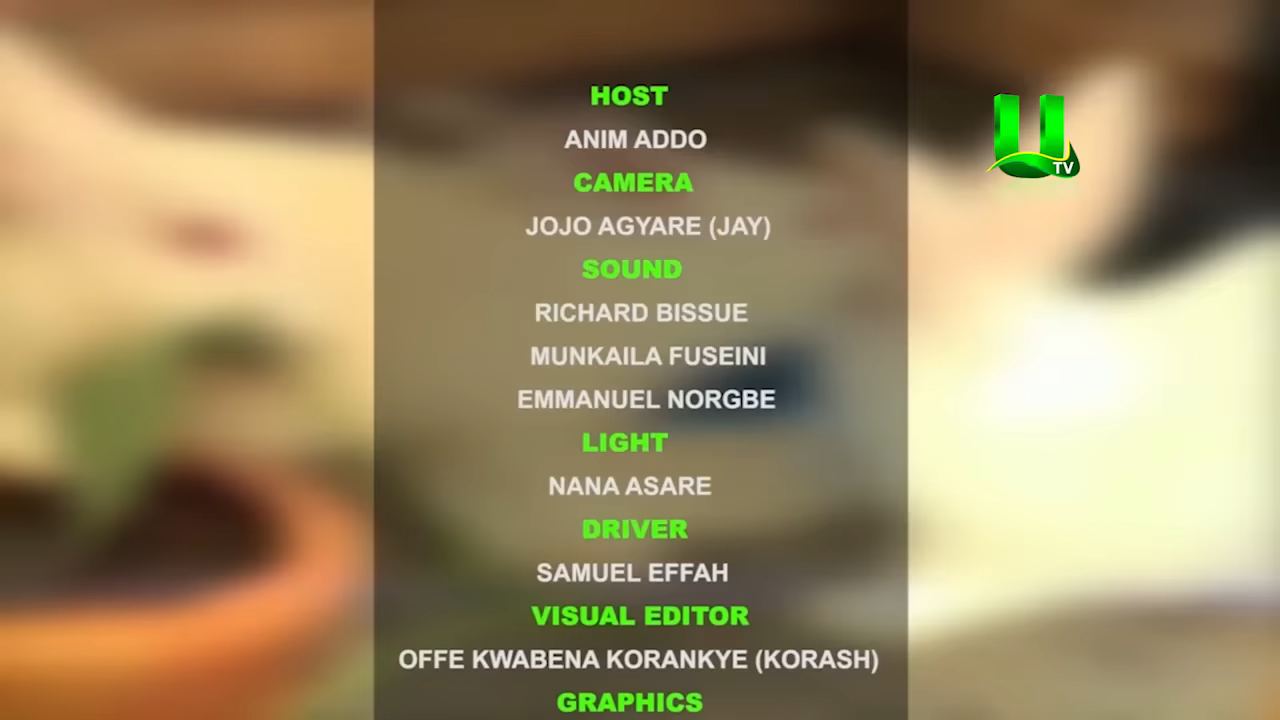 HOST
ANIM ADDO
CAMERA
JOJO AGYARE (JAY)
SOUND
RICHARD BISSUE
MUNKAILA FUSEINI
EMMANUEL NORGBE
LIGHT
NANA ASARE
DRIVER
SAMUEL EFFAH
VISUAL EDITOR
OFFE KWABENA KORANKYE (KORASH)
GRAPHICS
U TV